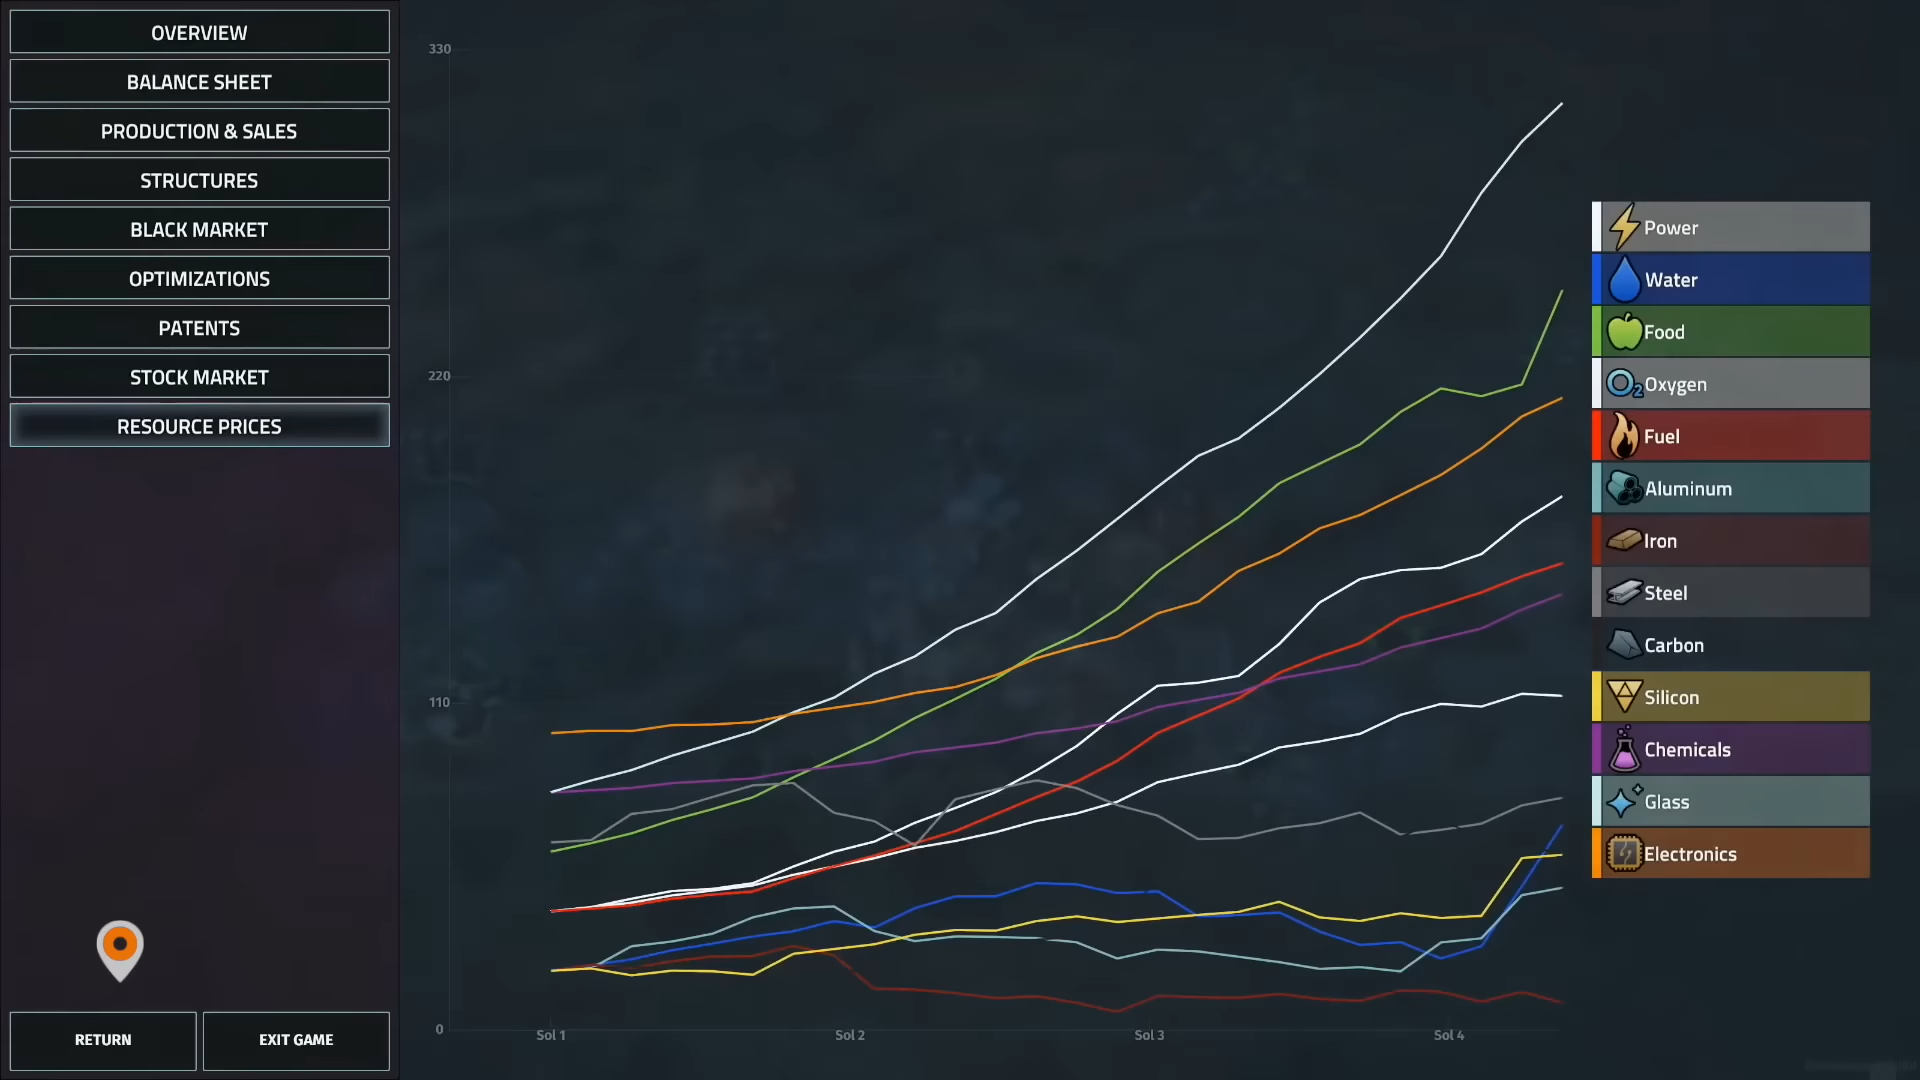 OVERVIEW
BALANCE SHEET
PRODUCTION & SALES
STRUCTURES
BLACK MARKET
OPTIMIZATIONS
PATENTS
STOCK MARKET
RESOURCE PRICES
RETURN
EXIT GAME
330
220
110
0
Sol 1
Sol 2
Sol 3
Sol 4
Power
Water
Food
O2 Oxygen
Fuel
Aluminum
Iron
Steel
Carbon
Silicon
Chemicals
Glass
Electronics